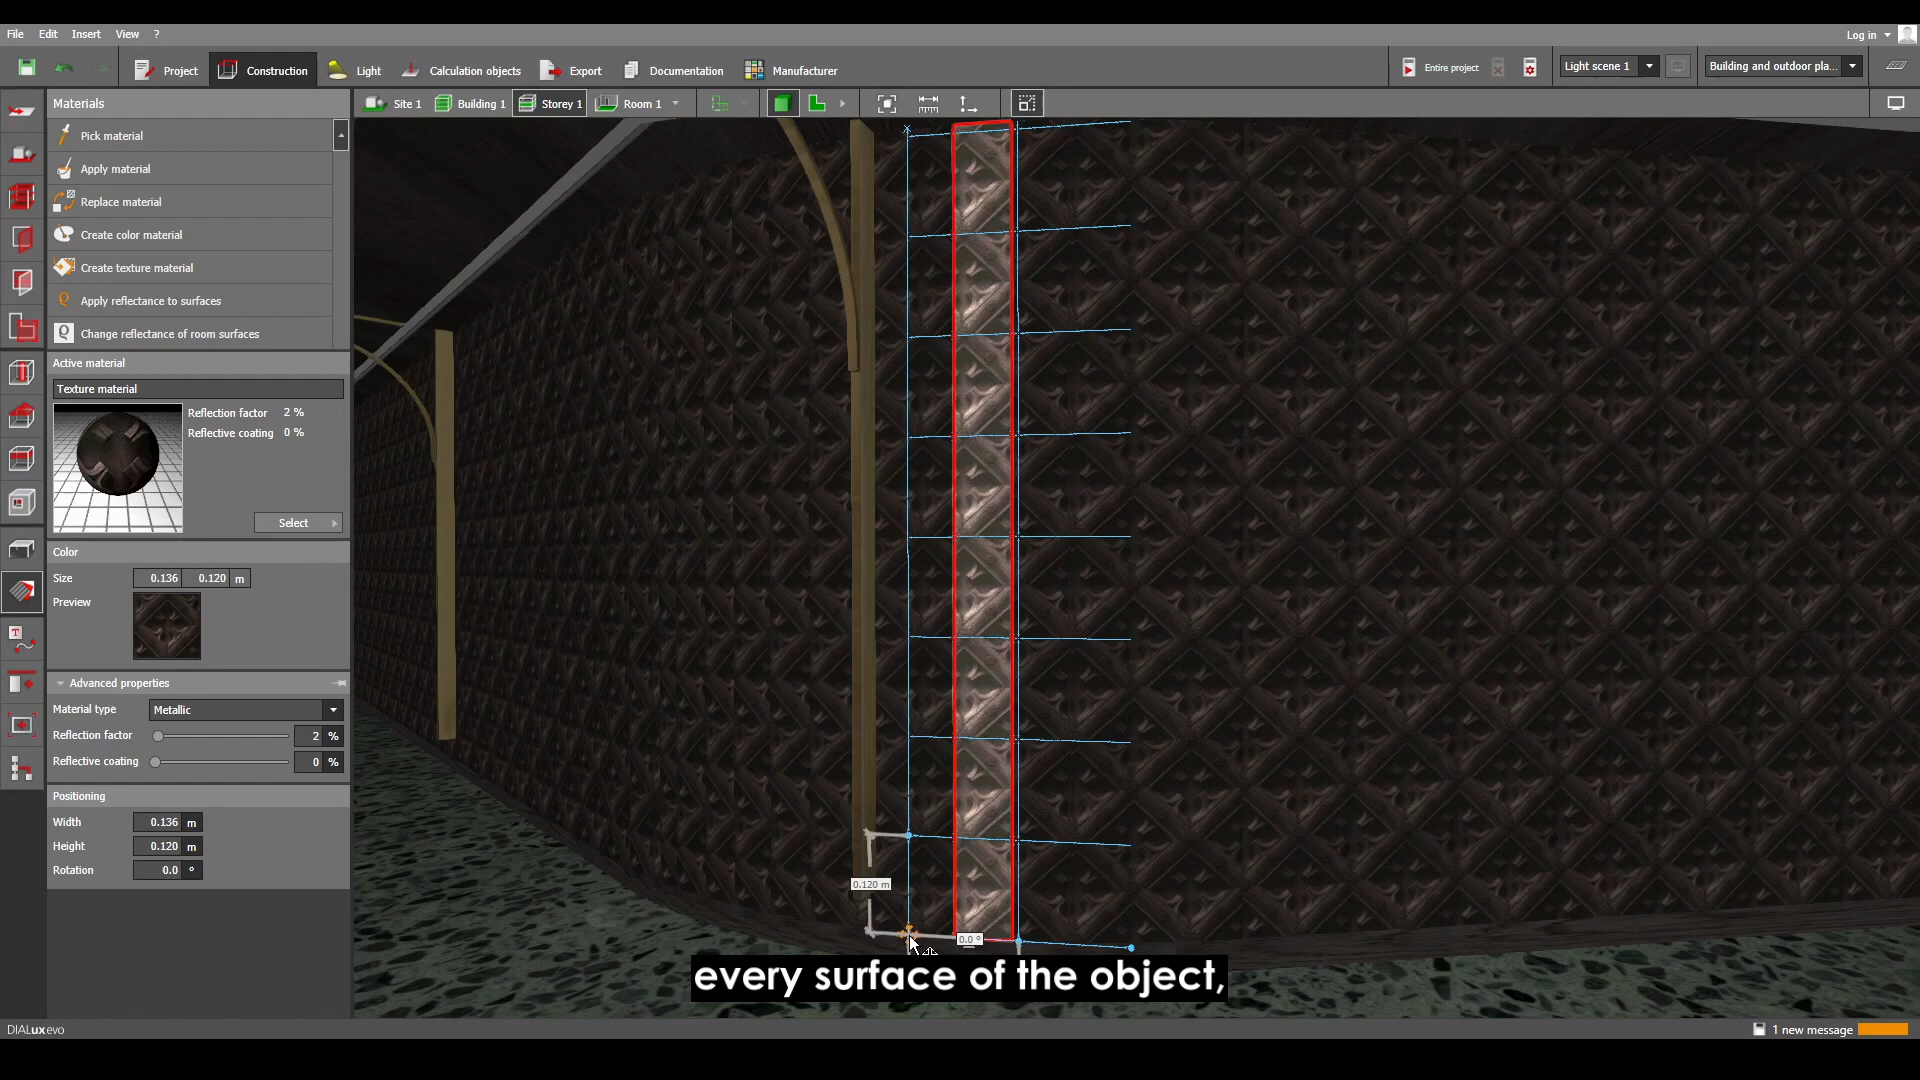 File Edit Insert View ?
Log in
Project Construction Light Calculation objects Export Documentation Manufacturer
Entire project
Light scene 1
Building and outdoor pla...
Materials
Site 1 Building 1 Storey 1 Room 1
Pick material
Apply material
Replace material
Create color material
Create texture material
Apply reflectance to surfaces
Change reflectance of room surfaces
Active material
Texture material
Reflection factor 2 %
Reflective coating 0 %
Select
Color
Size 0.136 0.120 m
Preview
Advanced properties
Material type Metallic
Reflection factor 2 %
Reflective coating 0 %
Positioning
Width 0.136 m
Height 0.120 m
Rotation 0.0 °
0.120 m
0.0 °
every surface of the object,
DIALux evo
1 new message